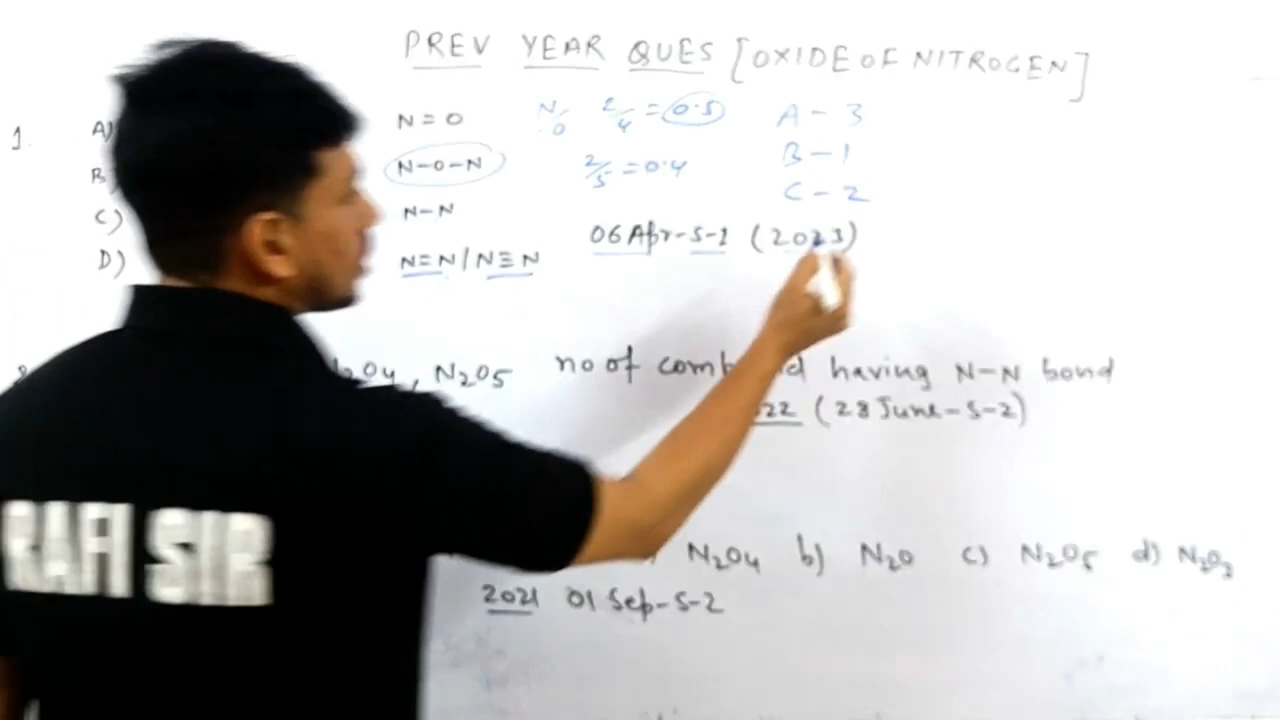 PREV YEAR QUES [OXIDE OF NITROGEN]
1. A) N=O N/O 2/4 = 0.5 A-3
B) N-O-N 2/5 = 0.4 B-1
C) N-N C-2
D) N=N/N≡N 06 Apr-S-1 (2023)
N2O4, N2O5 no of having N-N bond
22 (28 June-S-2)
N2O4 b) N2O c) N2O5 d) N2O3
2021 01 Sep-S-2
RAFI SIR